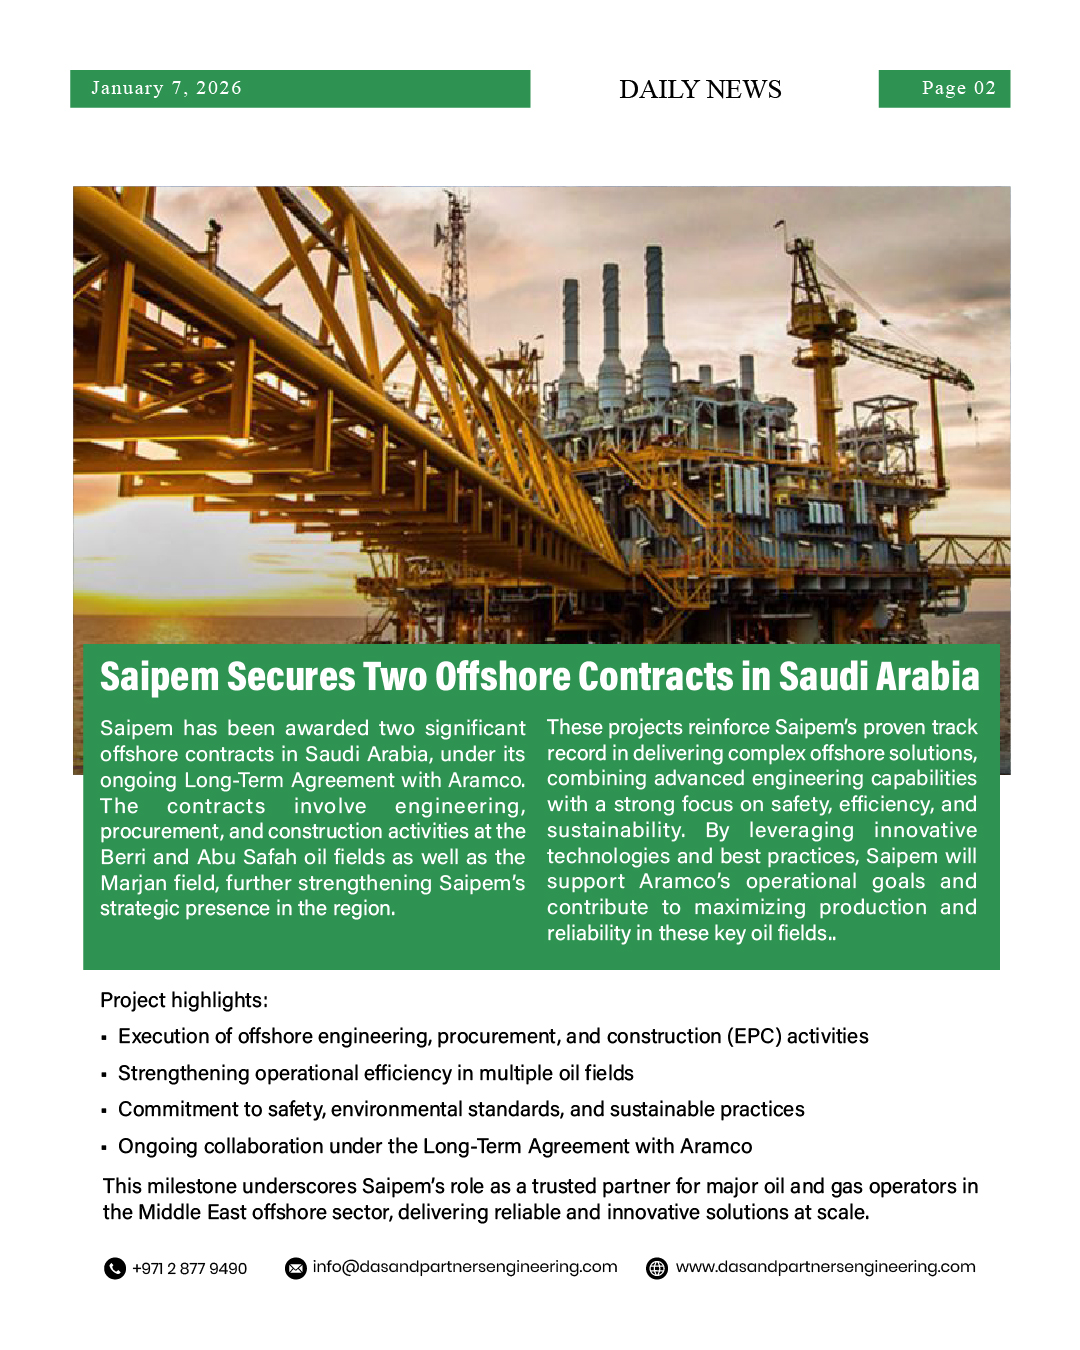 January 7, 2026
DAILY NEWS
Page 02
Saipem Secures Two Offshore Contracts in Saudi Arabia
Saipem has been awarded two significant
offshore contracts in Saudi Arabia, under its
ongoing Long-Term Agreement with Aramco.
The contracts involve engineering,
procurement, and construction activities at the
Berri and Abu Safah oil fields as well as the
Marjan field, further strengthening Saipem’s
strategic presence in the region.
These projects reinforce Saipem’s proven track
record in delivering complex offshore solutions,
combining advanced engineering capabilities
with a strong focus on safety, efficiency, and
sustainability. By leveraging innovative
technologies and best practices, Saipem will
support Aramco’s operational goals and
contribute to maximizing production and
reliability in these key oil fields..
Project highlights:
▪ Execution of offshore engineering, procurement, and construction (EPC) activities
▪ Strengthening operational efficiency in multiple oil fields
▪ Commitment to safety, environmental standards, and sustainable practices
▪ Ongoing collaboration under the Long-Term Agreement with Aramco
This milestone underscores Saipem’s role as a trusted partner for major oil and gas operators in
the Middle East offshore sector, delivering reliable and innovative solutions at scale.
+971 2 877 9490
info@dasandpartnersengineering.com
www.dasandpartnersengineering.com